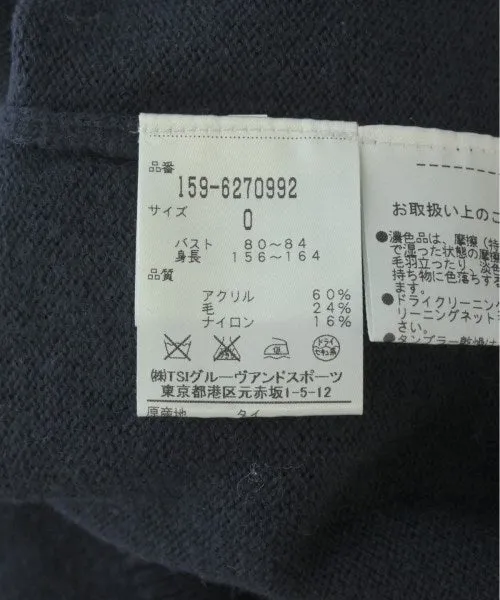 品番
159-6270992
サイズ
0
バスト 80～84
身長 156～164
品質
アクリル 60%
毛 24%
ナイロン 16%
ドライ
セキユ系
㈱TSIグルーヴアンドスポーツ
東京都港区元赤坂1-5-12
原産地 タイ
お取扱い上のご
●濃色品は、摩擦(特
で湿った状態の摩擦
毛羽立ったり、淡色
持ち物に色落ちする
ます。
●ドライクリーニン
リーニングネット
さい。
●タンブラー乾燥は